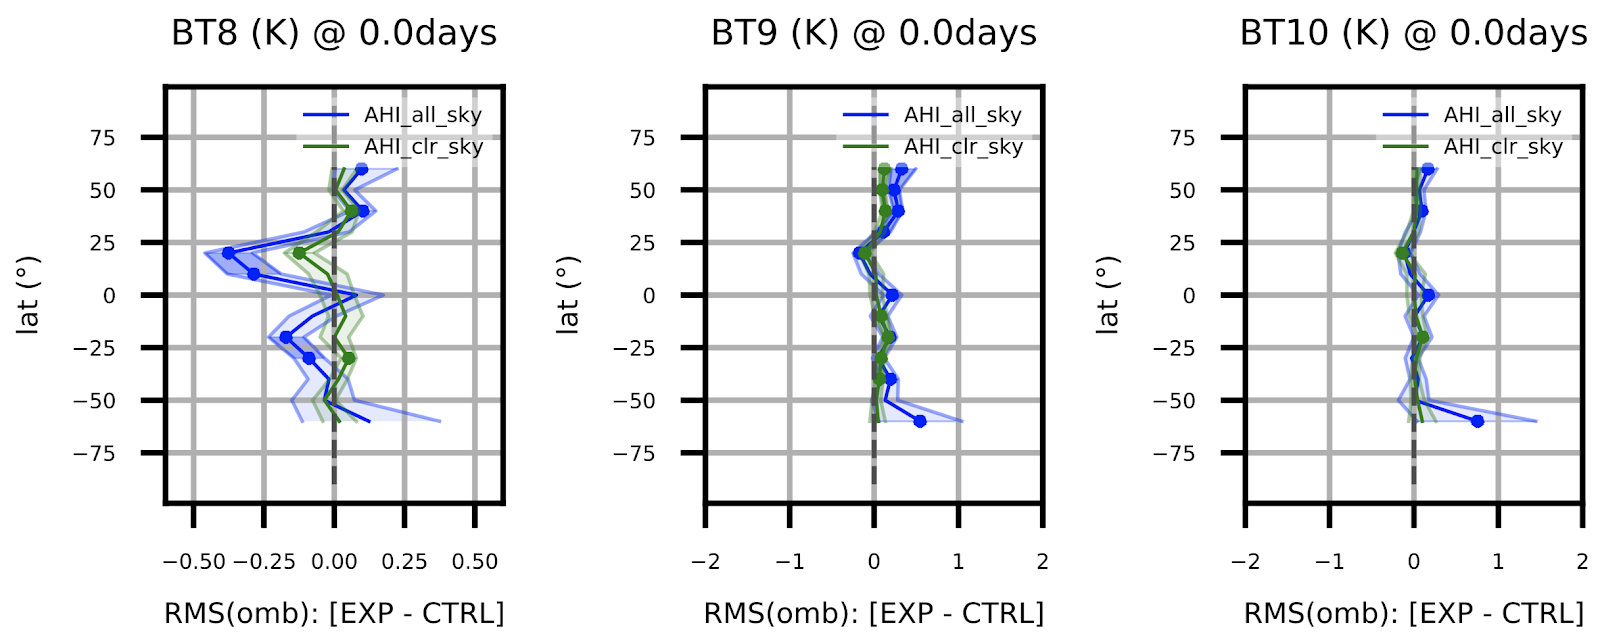 BT8 (K) @ 0.0days
AHI_all_sky
AHI_clr_sky
lat (°)
75
50
25
0
−25
−50
−75
−0.50 −0.25 0.00 0.25 0.50
RMS(omb): [EXP - CTRL]
BT9 (K) @ 0.0days
AHI_all_sky
AHI_clr_sky
lat (°)
75
50
25
0
−25
−50
−75
−2 −1 0 1 2
RMS(omb): [EXP - CTRL]
BT10 (K) @ 0.0days
AHI_all_sky
AHI_clr_sky
lat (°)
75
50
25
0
−25
−50
−75
−2 −1 0 1 2
RMS(omb): [EXP - CTRL]